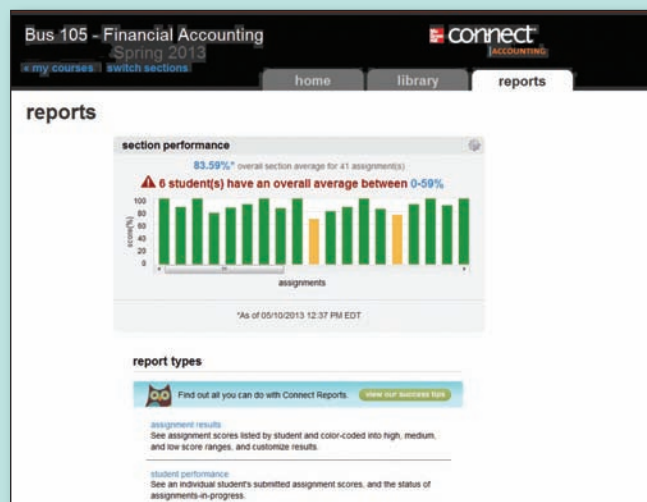 Bus 105 - Financial Accounting
Spring 2013
« my courses switch sections
connect
ACCOUNTING
home library reports
reports
section performance
83.59%* overall section average for 41 assignment(s)
6 student(s) have an overall average between 0-59%
100
80
60
40
20
0
score(%)
assignments
*As of 05/10/2013 12:37 PM EDT
report types
Find out all you can do with Connect Reports. view our success tips
assignment results
See assignment scores listed by student and color-coded into high, medium,
and low score ranges, and customize results.
student performance
See an individual student's submitted assignment scores, and the status of
assignments-in-progress.